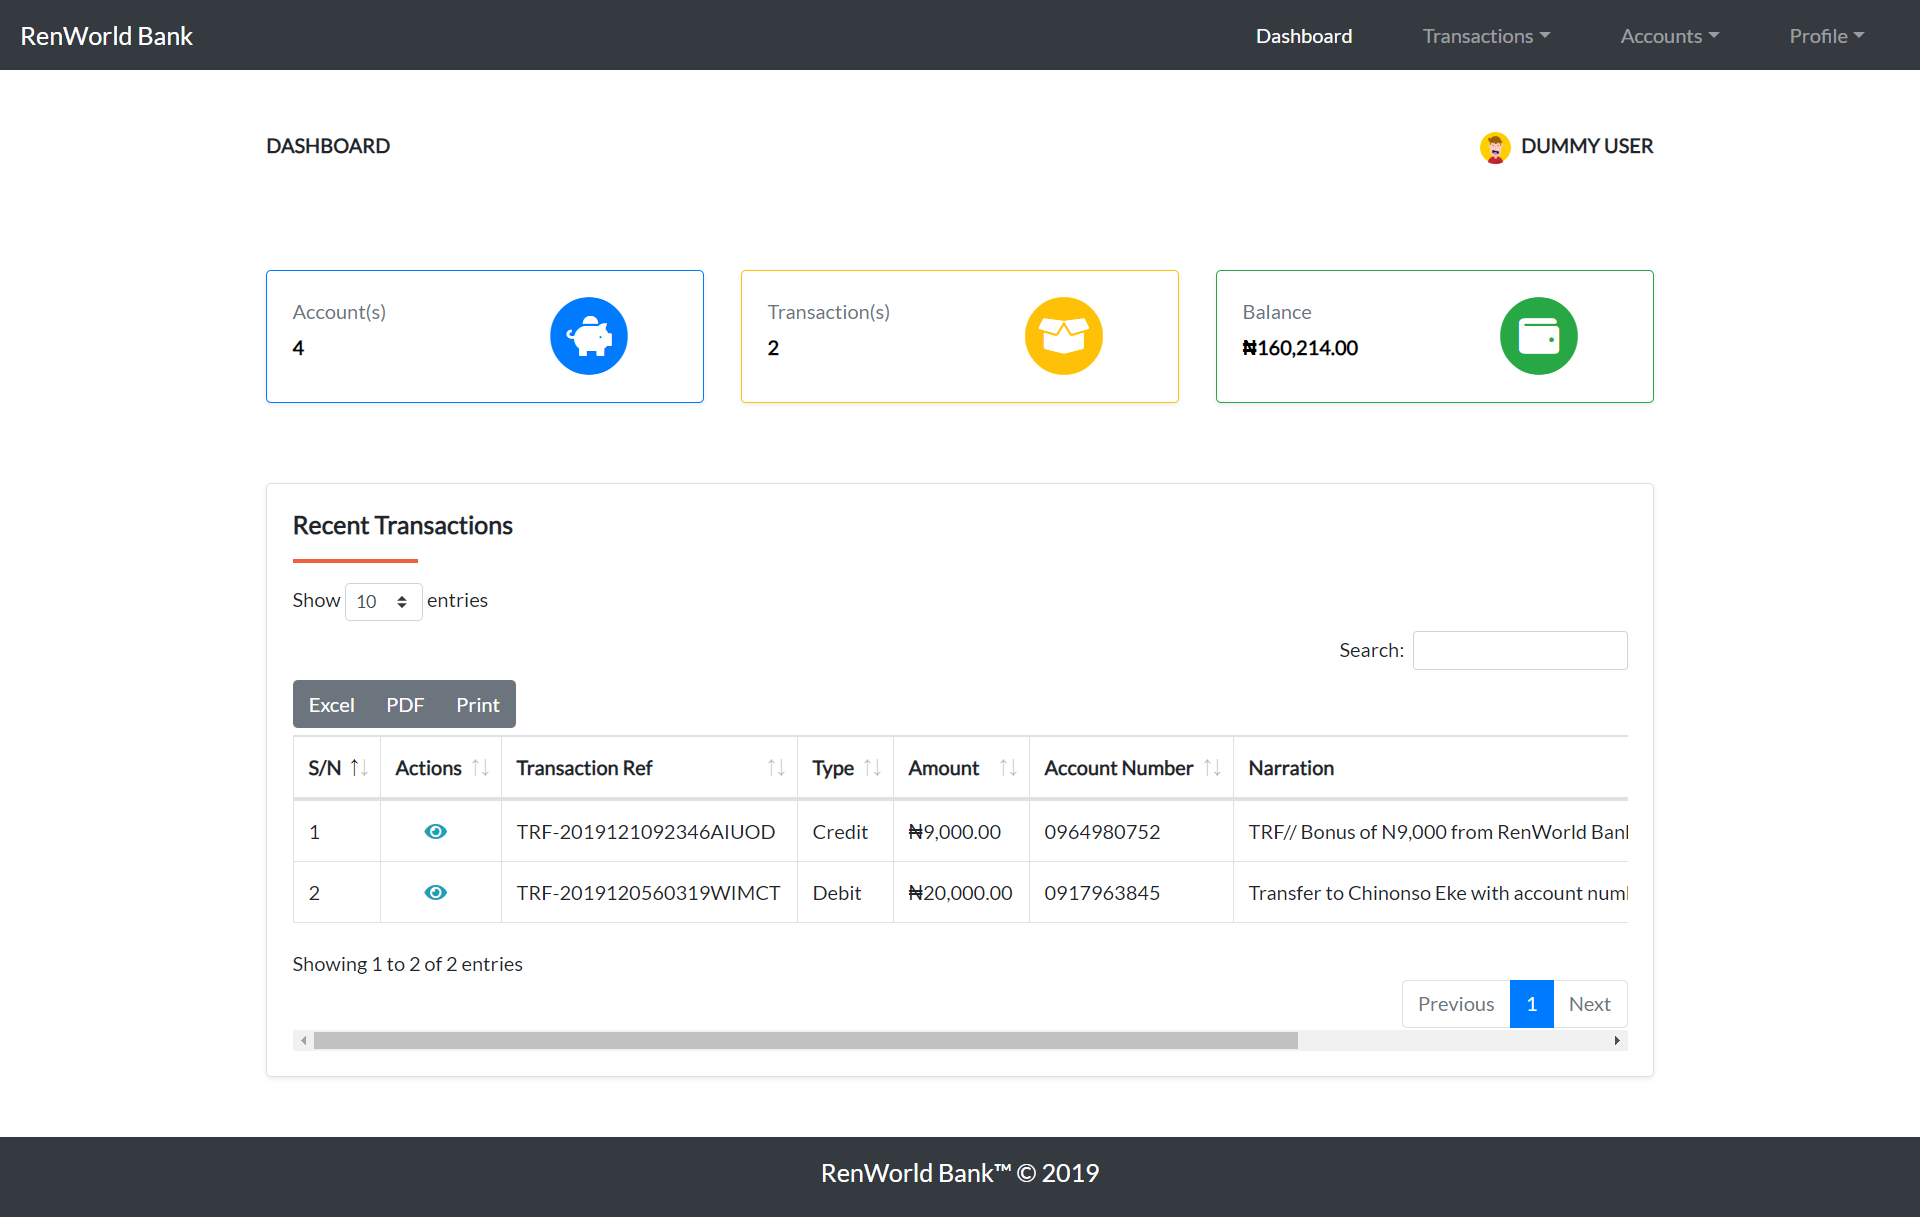 RenWorld Bank Dashboard Transactions Accounts Profile
DASHBOARD DUMMY USER
Account(s) Transaction(s) Balance
4 2 ₦160,214.00
Recent Transactions
Show 10 entries
Search:
Excel PDF Print
S/N Actions Transaction Ref Type Amount Account Number Narration
1 TRF-2019121092346AIUOD Credit ₦9,000.00 0964980752 TRF// Bonus of N9,000 from RenWorld
2 TRF-2019120560319WIMCT Debit ₦20,000.00 0917963845 Transfer to Chinonso Eke with account
Showing 1 to 2 of 2 entries
Previous 1 Next
RenWorld Bank™ © 2019